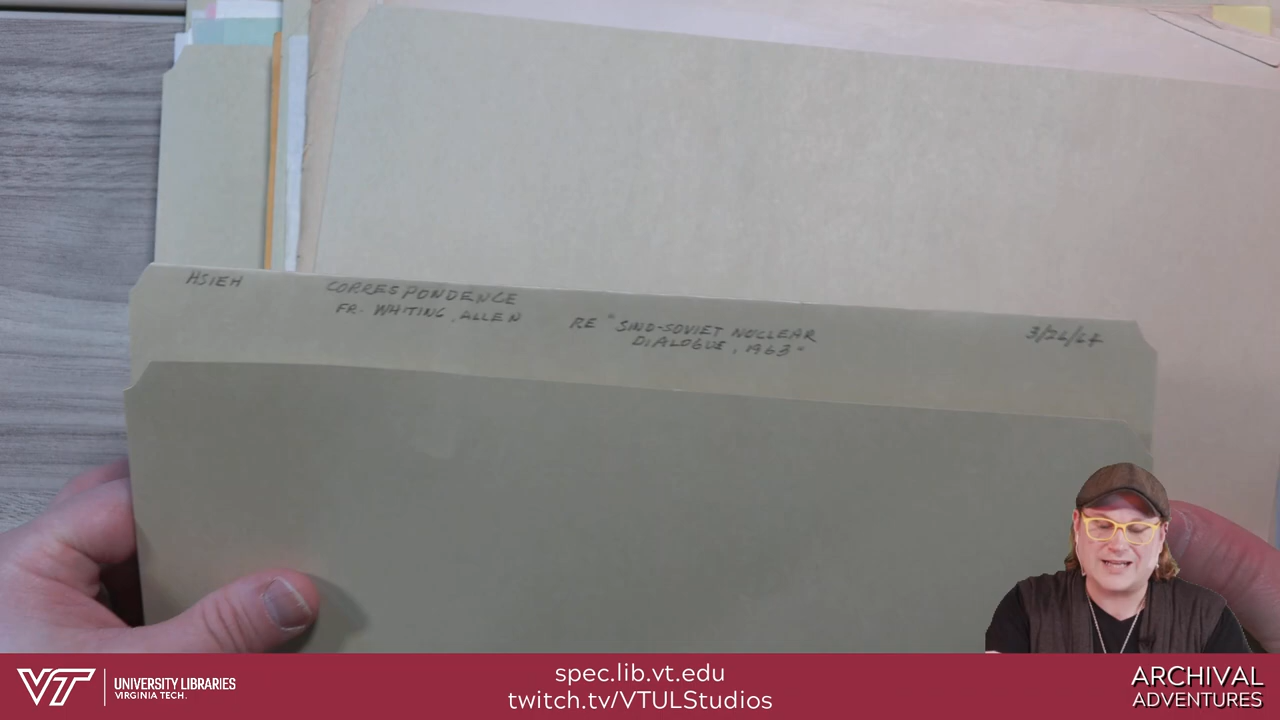 HSIEH CORRESPONDENCE
FR. WHITING, ALLEN RE "SINO-SOVIET NUCLEAR DIALOGUE, 1963" 3/26/64
VT UNIVERSITY LIBRARIES
VIRGINIA TECH.
spec.lib.vt.edu
twitch.tv/VTULStudios
ARCHIVAL
ADVENTURES